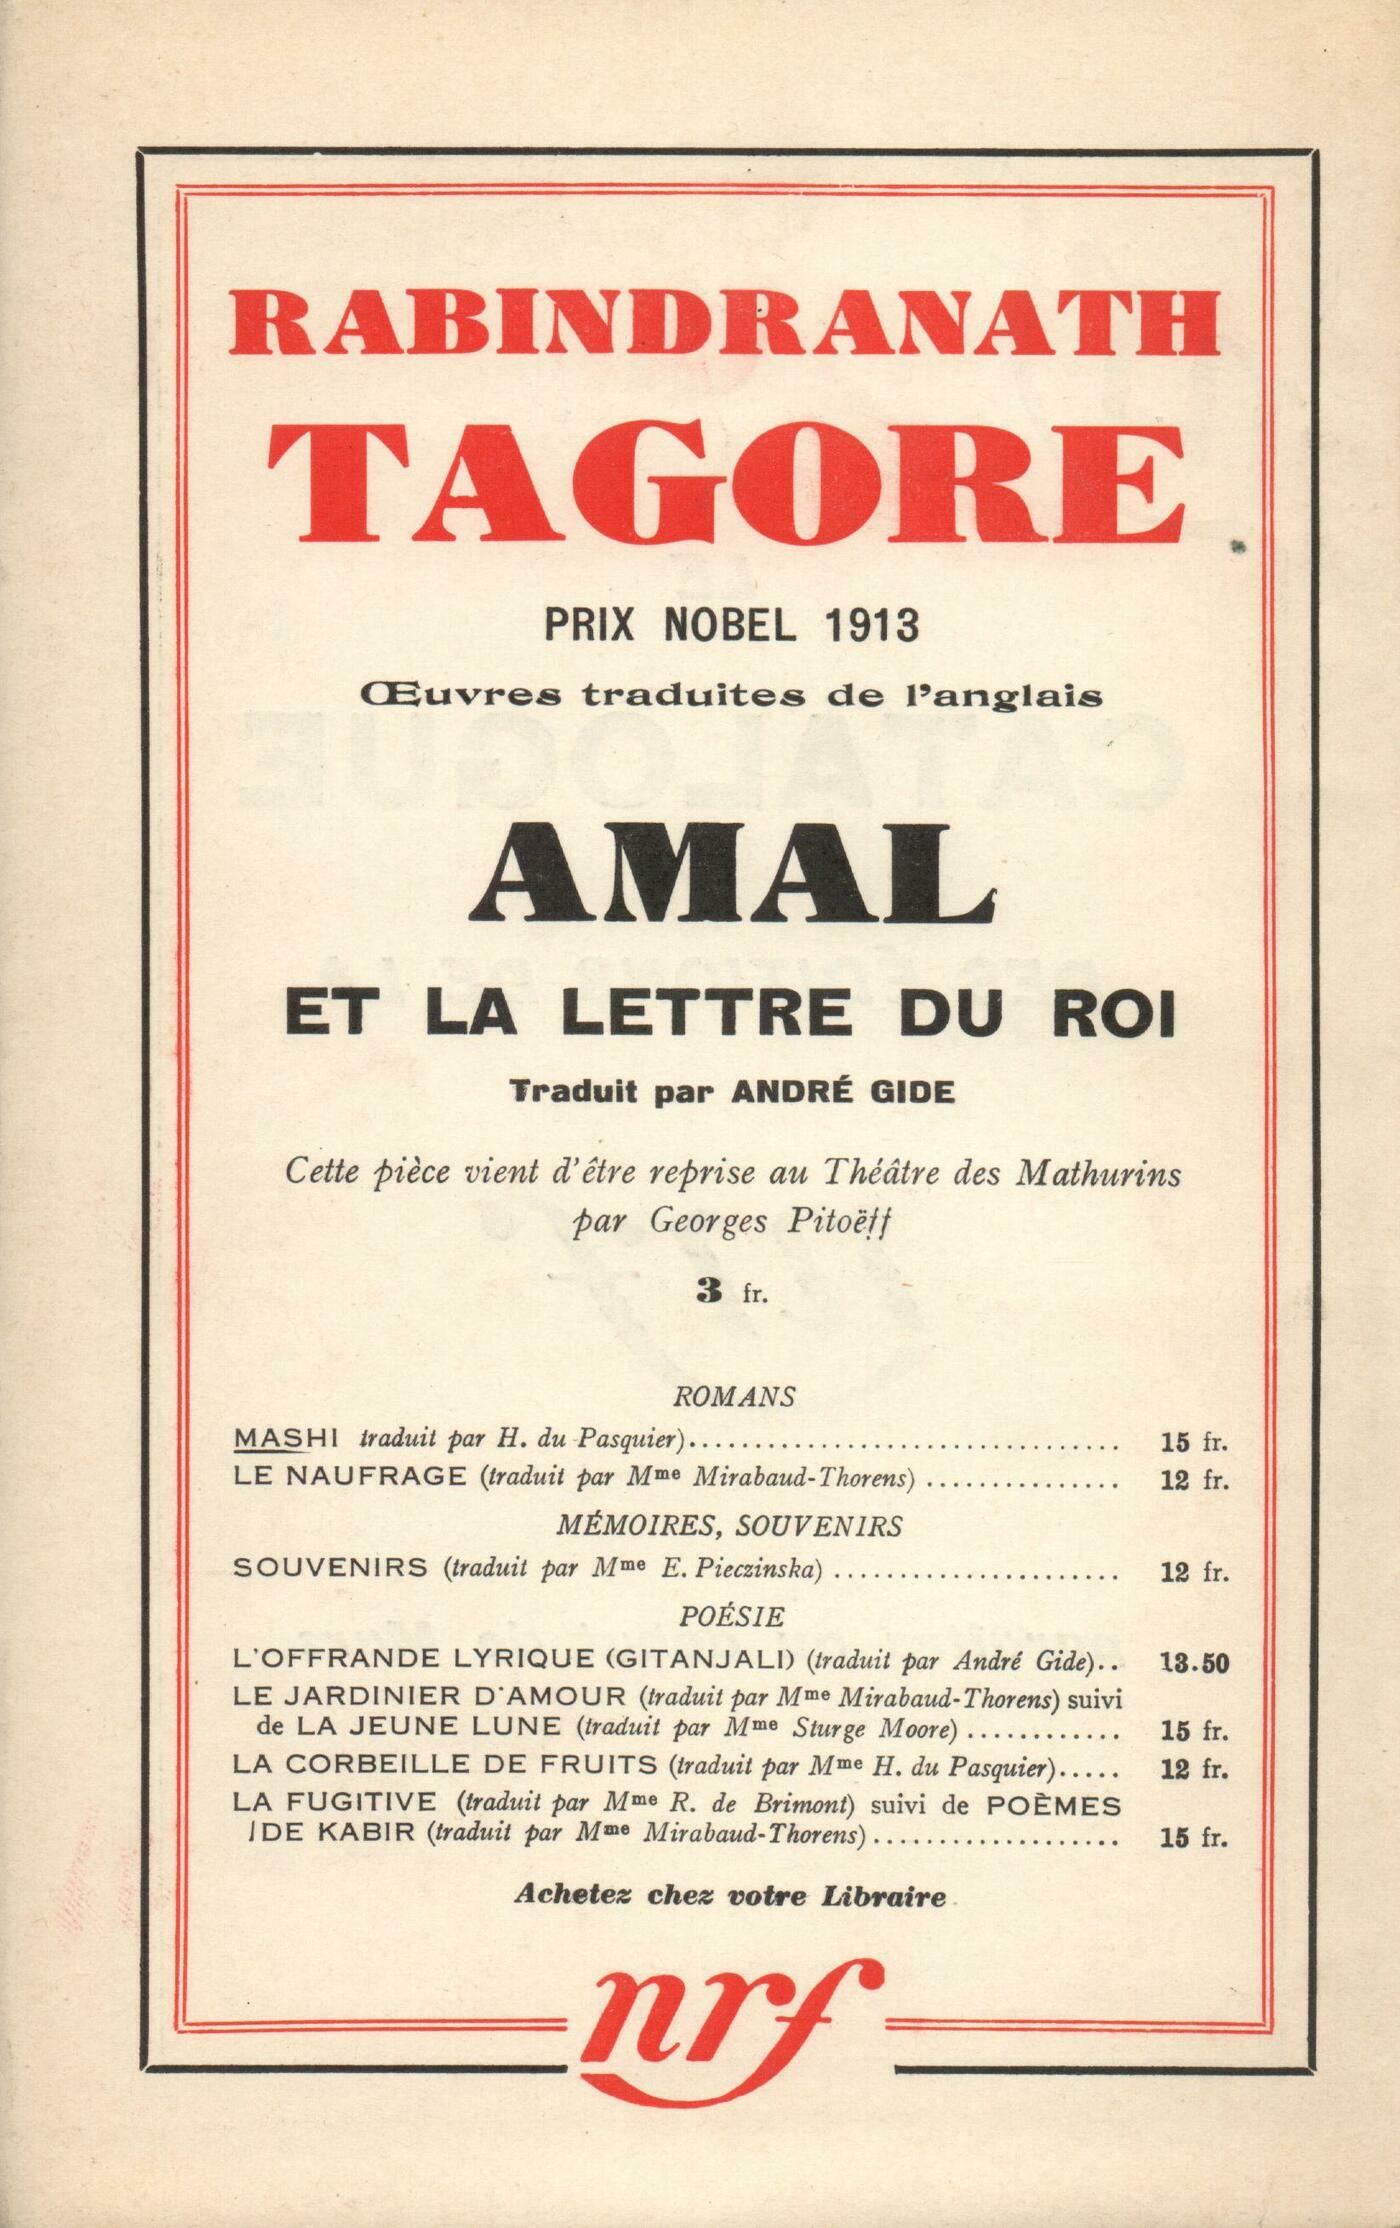 RABINDRANATH
TAGORE
PRIX NOBEL 1913
Œuvres traduites de l'anglais
AMAL
ET LA LETTRE DU ROI
Traduit par ANDRÉ GIDE
Cette pièce vient d'être reprise au Théâtre des Mathurins
par Georges Pitoëff
3 fr.
ROMANS
MASHI traduit par H. du Pasquier)................................. 15 fr.
LE NAUFRAGE (traduit par Mme Mirabaud-Thorens) ............... 12 fr.
MÉMOIRES, SOUVENIRS
SOUVENIRS (traduit par Mme E. Pieczinska) ...................... 12 fr.
POÉSIE
L'OFFRANDE LYRIQUE (GITANJALI) (traduit par André Gide).. 13.50
LE JARDINIER D'AMOUR (traduit par Mme Mirabaud-Thorens) suivi
de LA JEUNE LUNE (traduit par Mme Sturge Moore) ............ 15 fr.
LA CORBEILLE DE FRUITS (traduit par Mme H. du Pasquier)..... 12 fr.
LA FUGITIVE (traduit par Mme R. de Brimont) suivi de POÈMES
DE KABIR (traduit par Mme Mirabaud-Thorens)................... 15 fr.
Achetez chez votre Libraire
nrf